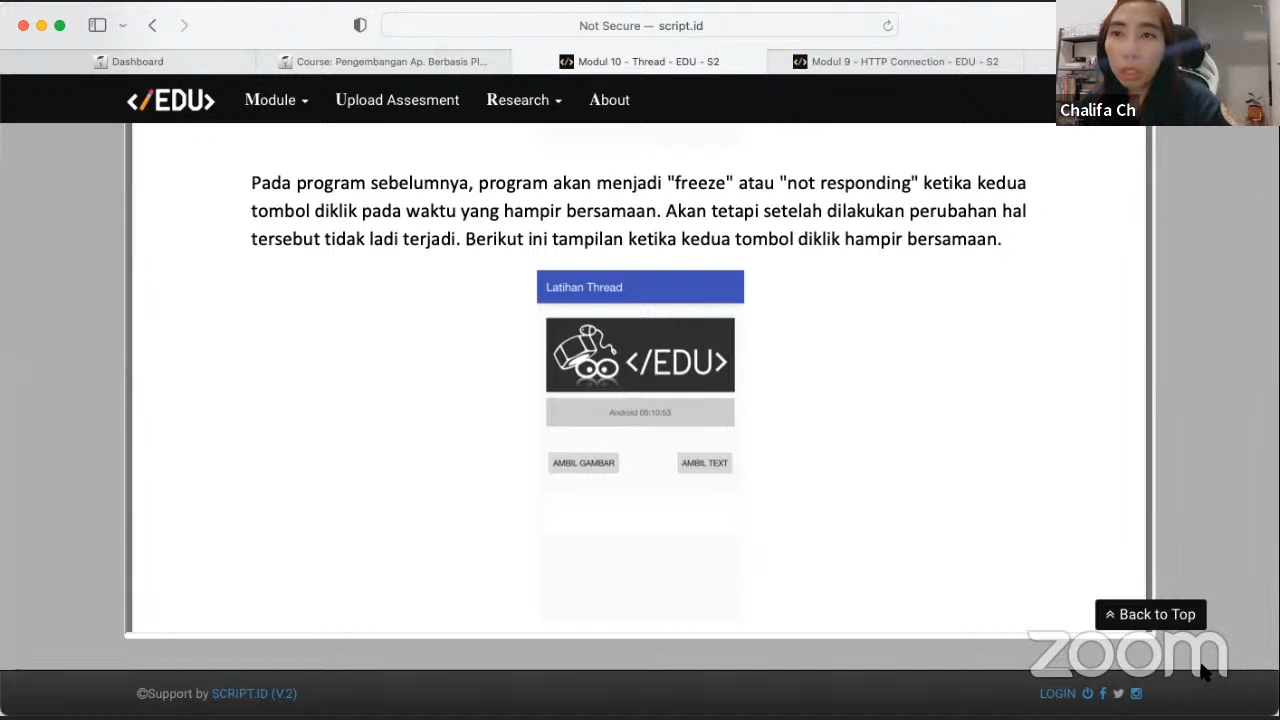 Not Secure — script.id
Dashboard
Course: Pengembangan Ap. Berbasis Pl...
Modul 10 - Thread - EDU - S2
Modul 9 - HTTP Connection - EDU - S2
Chalifa Ch
</EDU>
Module
Upload Assesment
Research
About
Pada program sebelumnya, program akan menjadi "freeze" atau "not responding" ketika kedua
tombol diklik pada waktu yang hampir bersamaan. Akan tetapi setelah dilakukan perubahan hal
tersebut tidak ladi terjadi. Berikut ini tampilan ketika kedua tombol diklik hampir bersamaan.
Latihan Thread
</EDU>
Android 05:10:53
AMBIL GAMBAR
AMBIL TEXT
Back to Top
zoom
©Support by SCRIPT.ID (V.2)
LOGIN